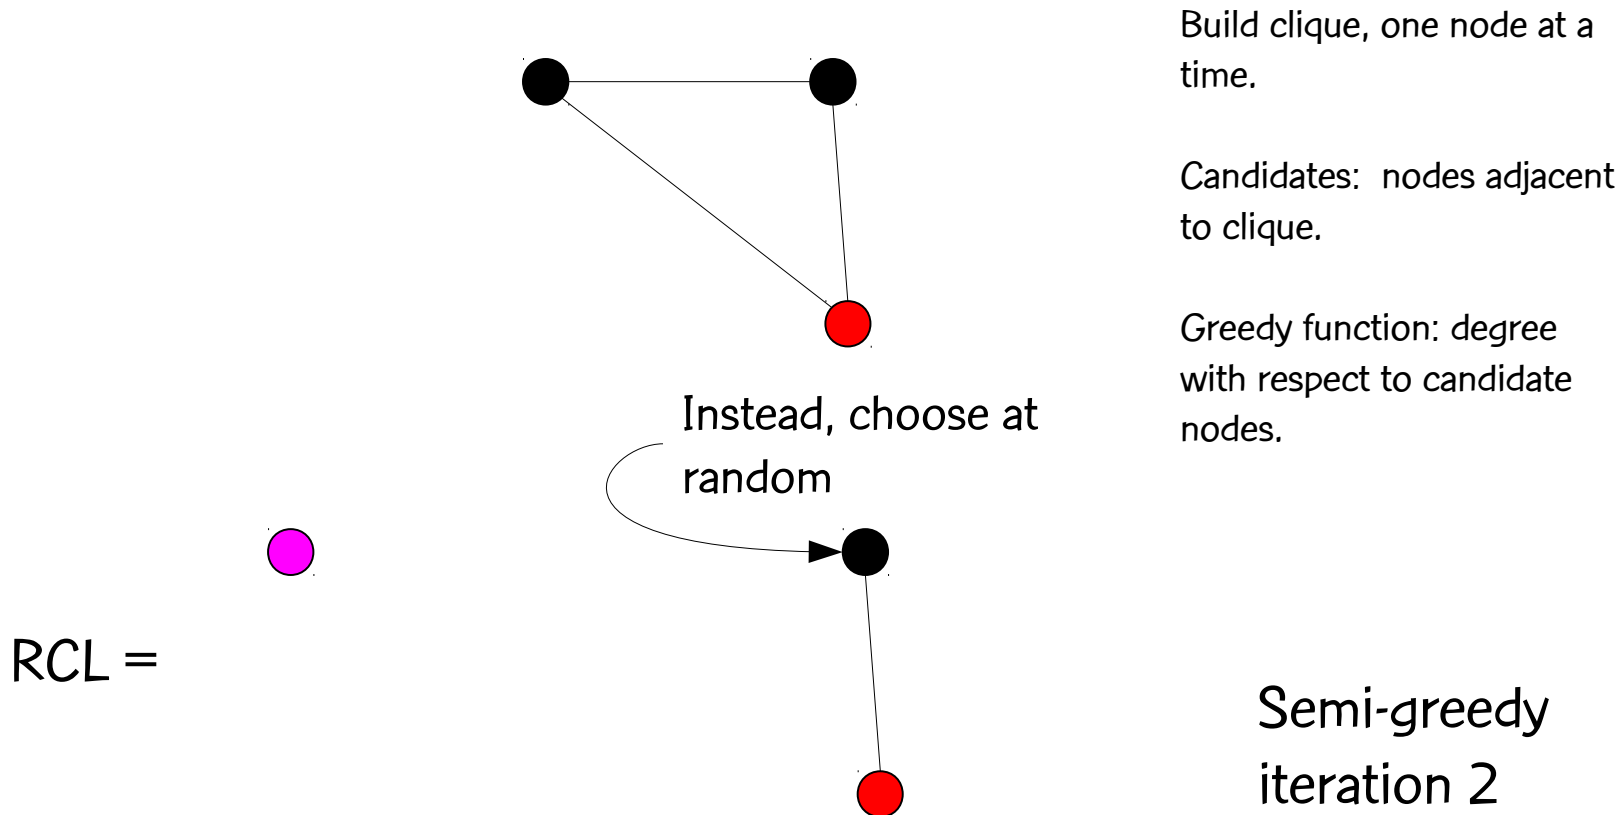 Build clique, one node at a
time.
Candidates: nodes adjacent
to clique.
Greedy function: degree
with respect to candidate
nodes.
Instead, choose at
random
RCL =
Semi-greedy
iteration 2